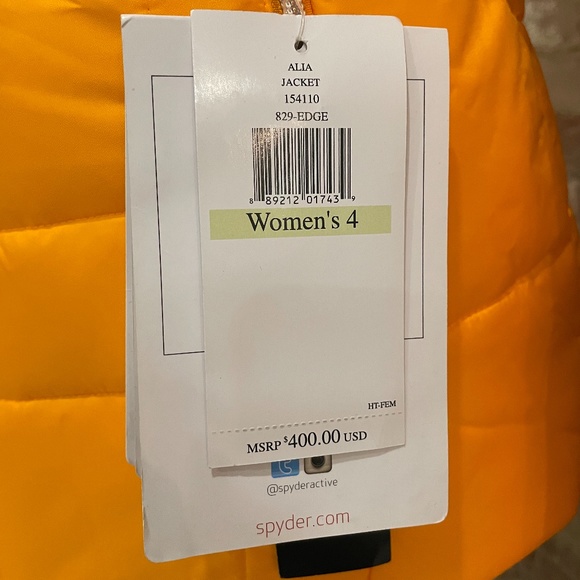 ALIA
JACKET
154110
829-EDGE
8 89212 01743 9
Women's 4
HT-FEM
MSRP $400.00 USD
@spyderactive
spyder.com